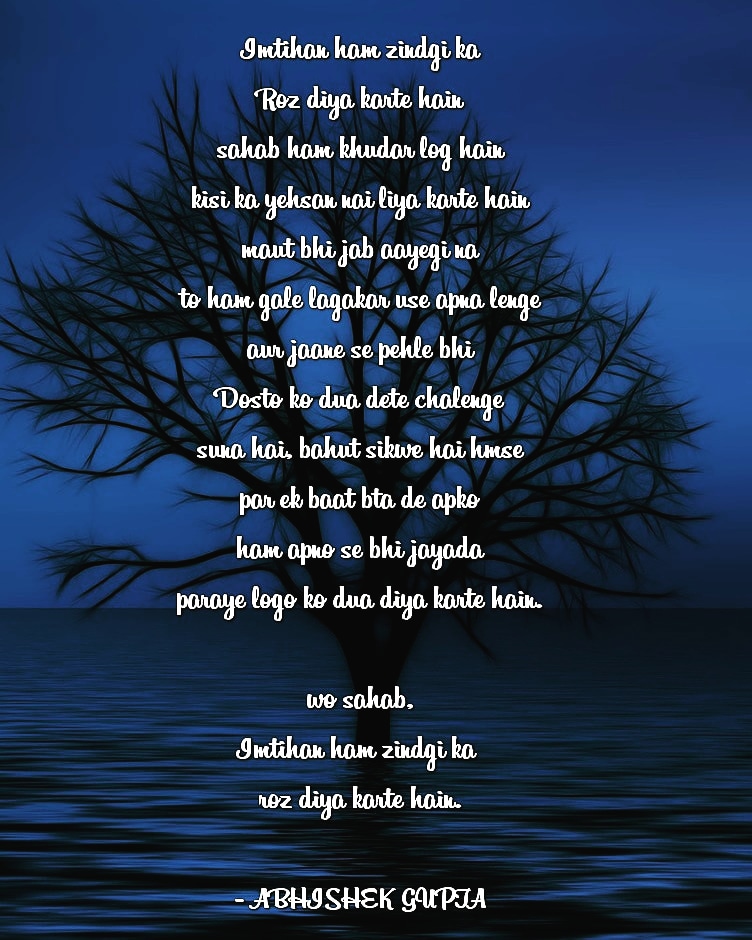 Imtihan ham zindgi ka
Roz diya karte hain
sahab ham khudar log hain
kisi ka yehsan nai liya karte hain
maut bhi jab aayegi na
to ham gale lagakar use apna lenge
aur jaane se pehle bhi
Dosto ko dua dete chalenge
suna hai, bahut sikwe hai hmse
par ek baat bta de apko
ham apno se bhi jayada
paraye logo ko dua diya karte hain.
wo sahab,
Imtihan ham zindgi ka
roz diya karte hain.
- ABHISHEK GUPTA